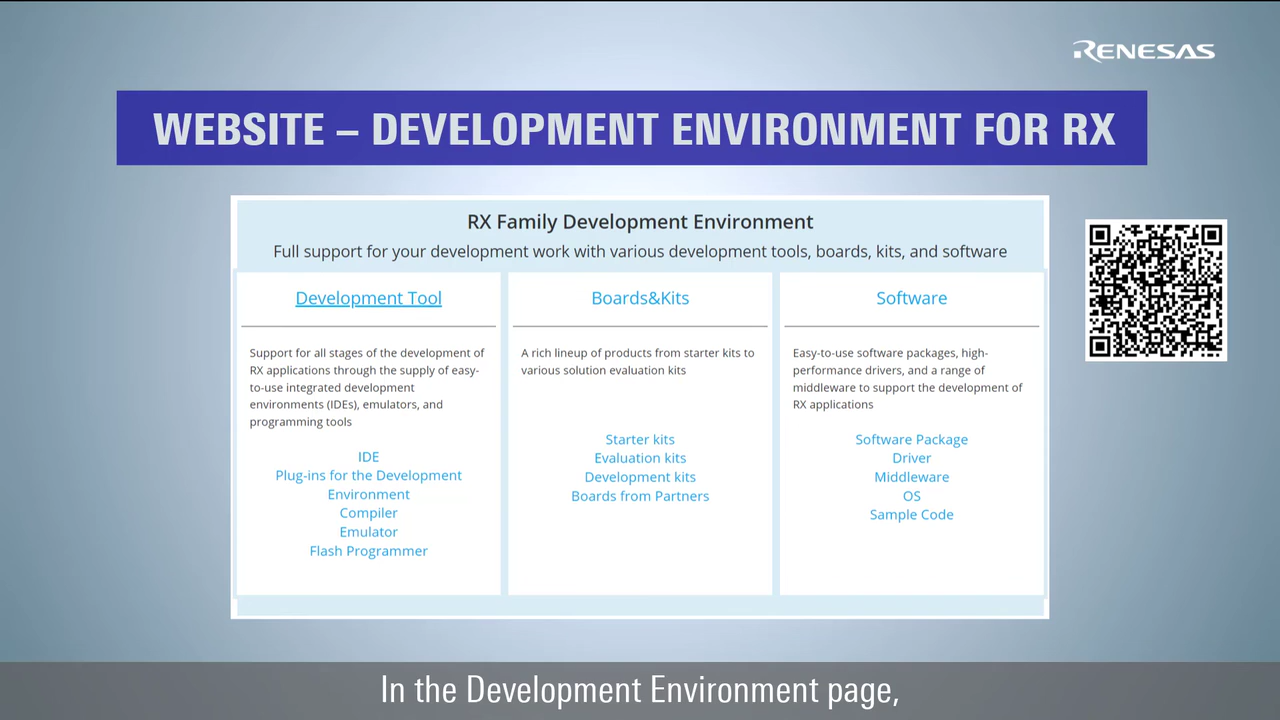 RENESAS
WEBSITE – DEVELOPMENT ENVIRONMENT FOR RX
RX Family Development Environment
Full support for your development work with various development tools, boards, kits, and software
Development Tool
Support for all stages of the development of
RX applications through the supply of easy-
to-use integrated development
environments (IDEs), emulators, and
programming tools
IDE
Plug-ins for the Development
Environment
Compiler
Emulator
Flash Programmer
Boards&Kits
A rich lineup of products from starter kits to
various solution evaluation kits
Starter kits
Evaluation kits
Development kits
Boards from Partners
Software
Easy-to-use software packages, high-
performance drivers, and a range of
middleware to support the development of
RX applications
Software Package
Driver
Middleware
OS
Sample Code
In the Development Environment page,